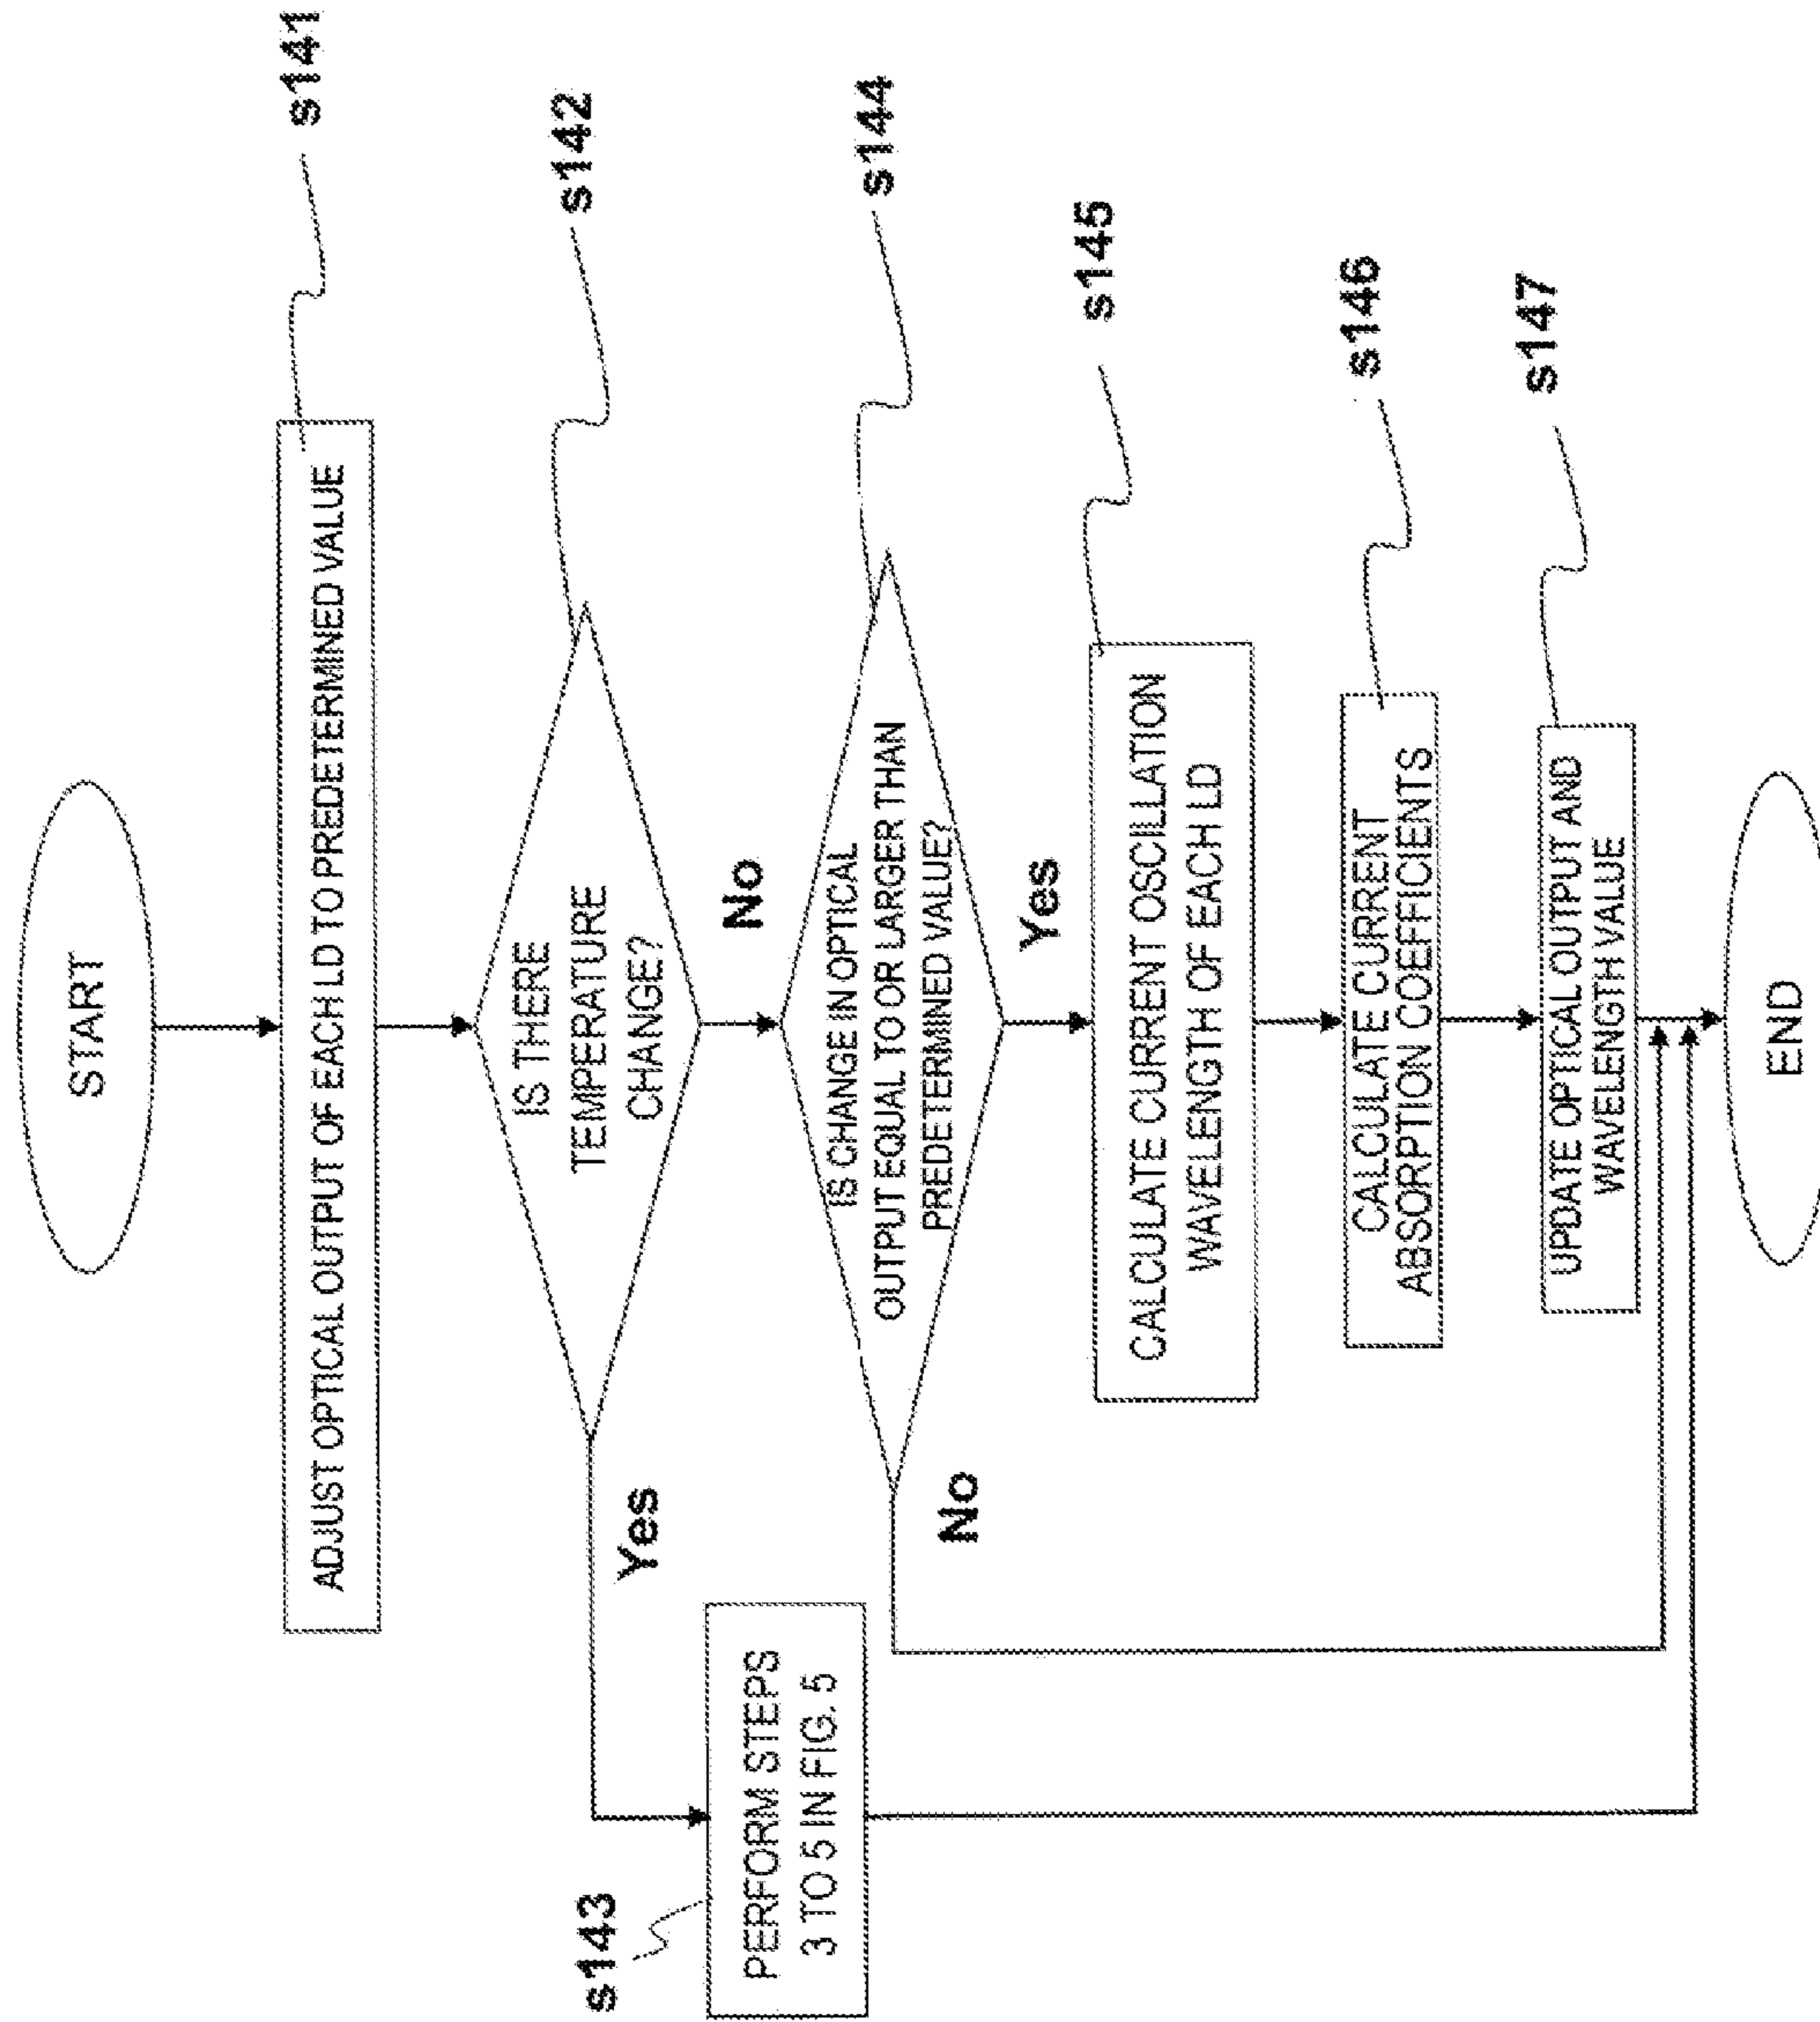 START
ADJUST OPTICAL OUTPUT OF EACH LD TO PREDETERMINED VALUE
s141
IS THERE
TEMPERATURE
CHANGE?
s142
Yes
No
s143
PERFORM STEPS
3 TO 5 IN FIG. 5
IS CHANGE IN OPTICAL
OUTPUT EQUAL TO OR LARGER THAN
PREDETERMINED VALUE?
s144
No
Yes
CALCULATE CURRENT OSCILLATION
WAVELENGTH OF EACH LD
s145
CALCULATE CURRENT
ABSORPTION COEFFICIENTS
s146
UPDATE OPTICAL OUTPUT AND
WAVELENGTH VALUE
s147
END